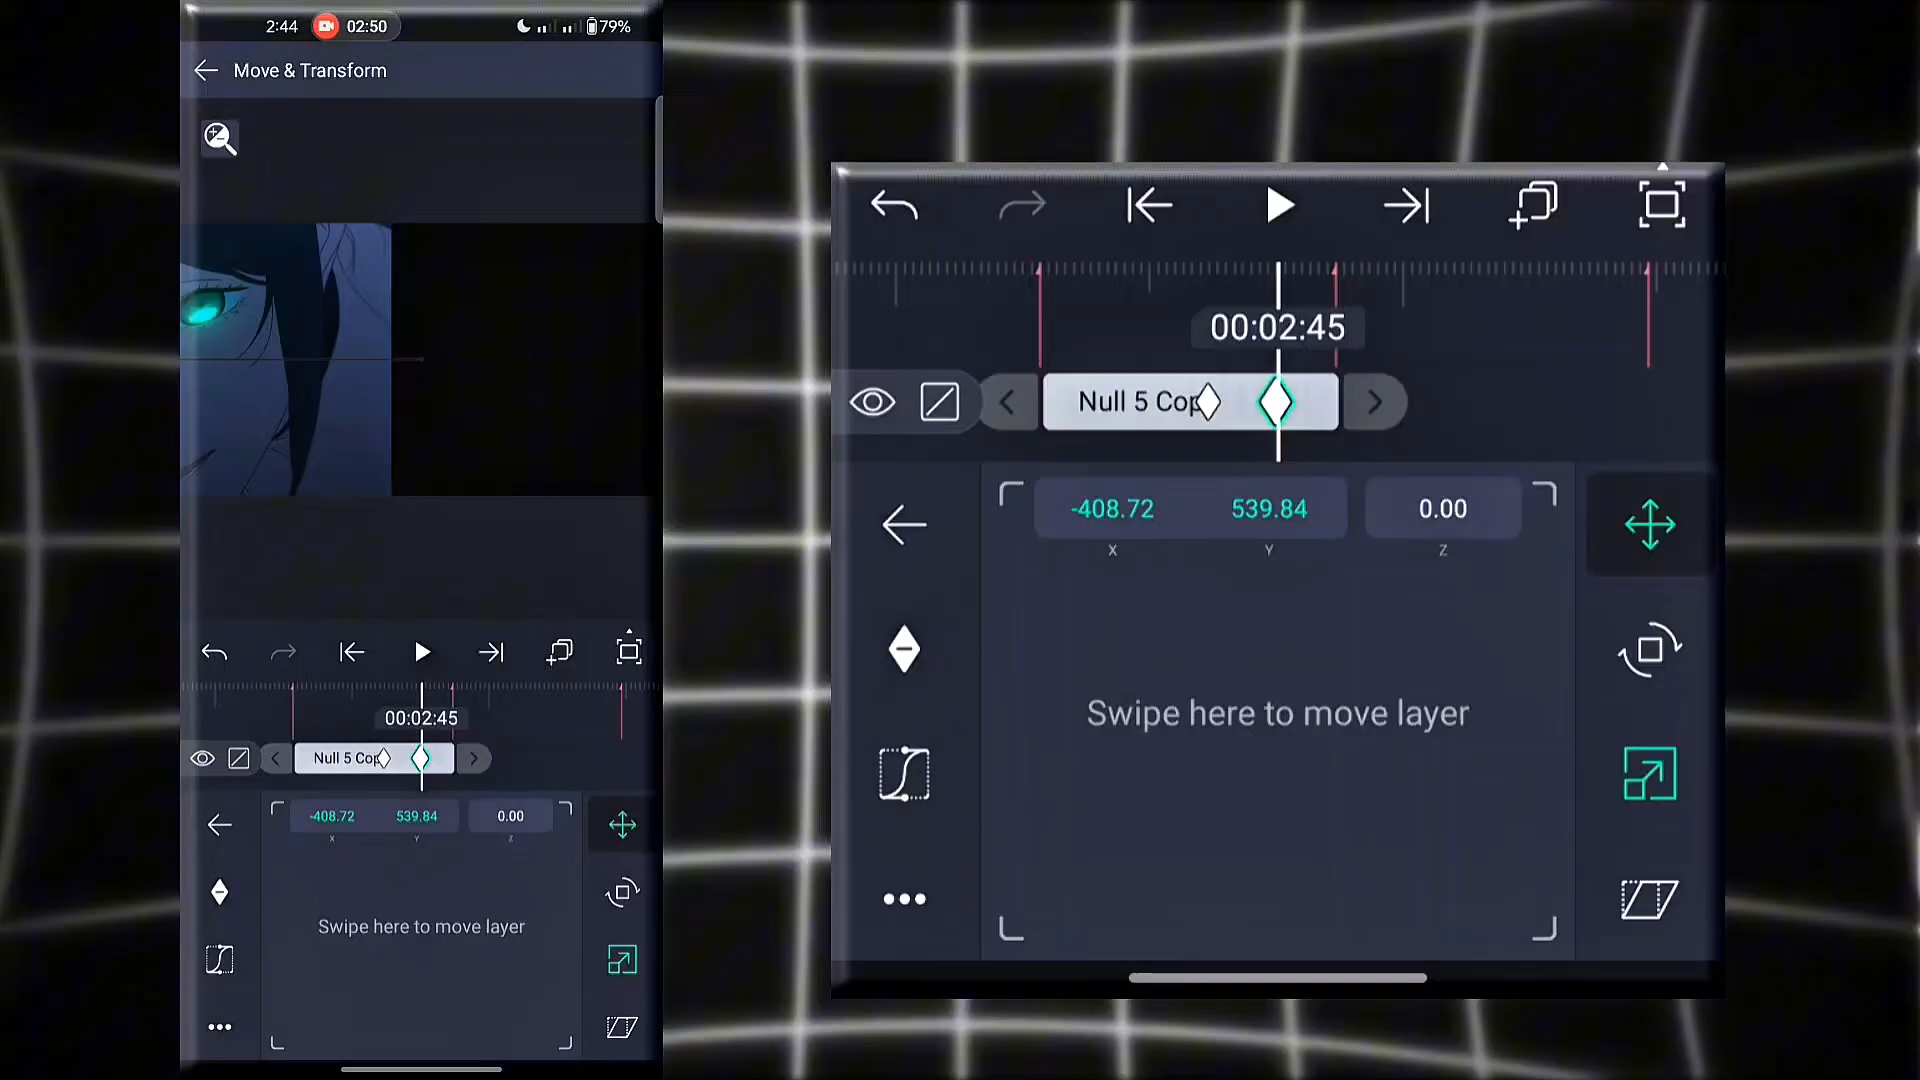 2:44 02:50 79%
Move & Transform
00:02:45
Null 5 Cop
-408.72 539.84 0.00
X Y Z
Swipe here to move layer
00:02:45
Null 5 Cop
-408.72 539.84 0.00
X Y Z
Swipe here to move layer